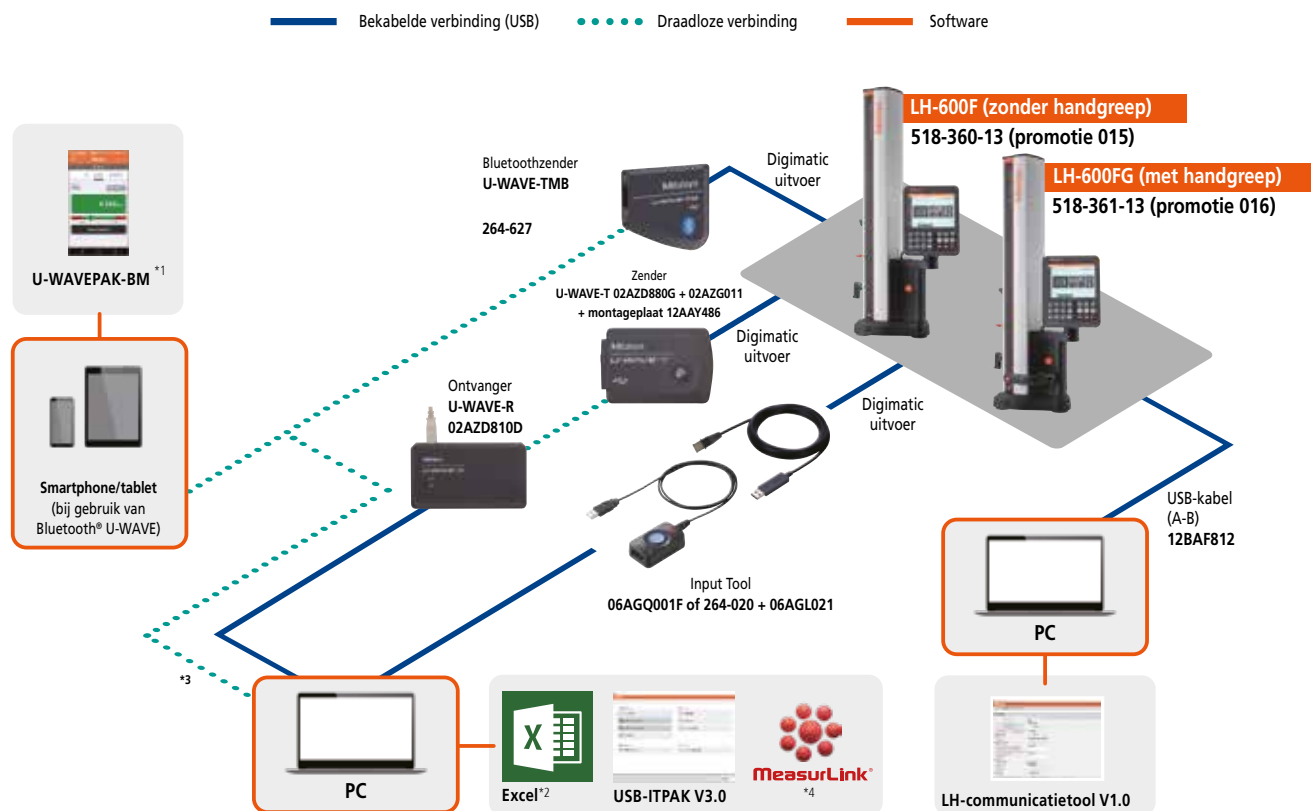 Bekabelde verbinding (USB)
Draadloze verbinding
Software
LH-600F (zonder handgreep)
518-360-13 (promotie 015)
LH-600FG (met handgreep)
518-361-13 (promotie 016)
Digimatic
uitvoer
Bluetoothzender
U-WAVE-TMB
264-627
Mitutoyo
U-WAVEPAK-BM *1
Zender
U-WAVE-T 02AZD880G + 02AZG011
+ montageplaat 12AAY486
Digimatic
uitvoer
Mitutoyo
Ontvanger
U-WAVE-R
02AZD810D
Digimatic
uitvoer
Smartphone/tablet
(bij gebruik van
Bluetooth® U-WAVE)
USB-kabel
(A-B)
12BAF812
Input Tool
06AGQ001F of 264-020 + 06AGL021
PC
*3
PC
X
Excel*2
USB-ITPAK V3.0
MeasurLink®
*4
LH-communicatietool V1.0